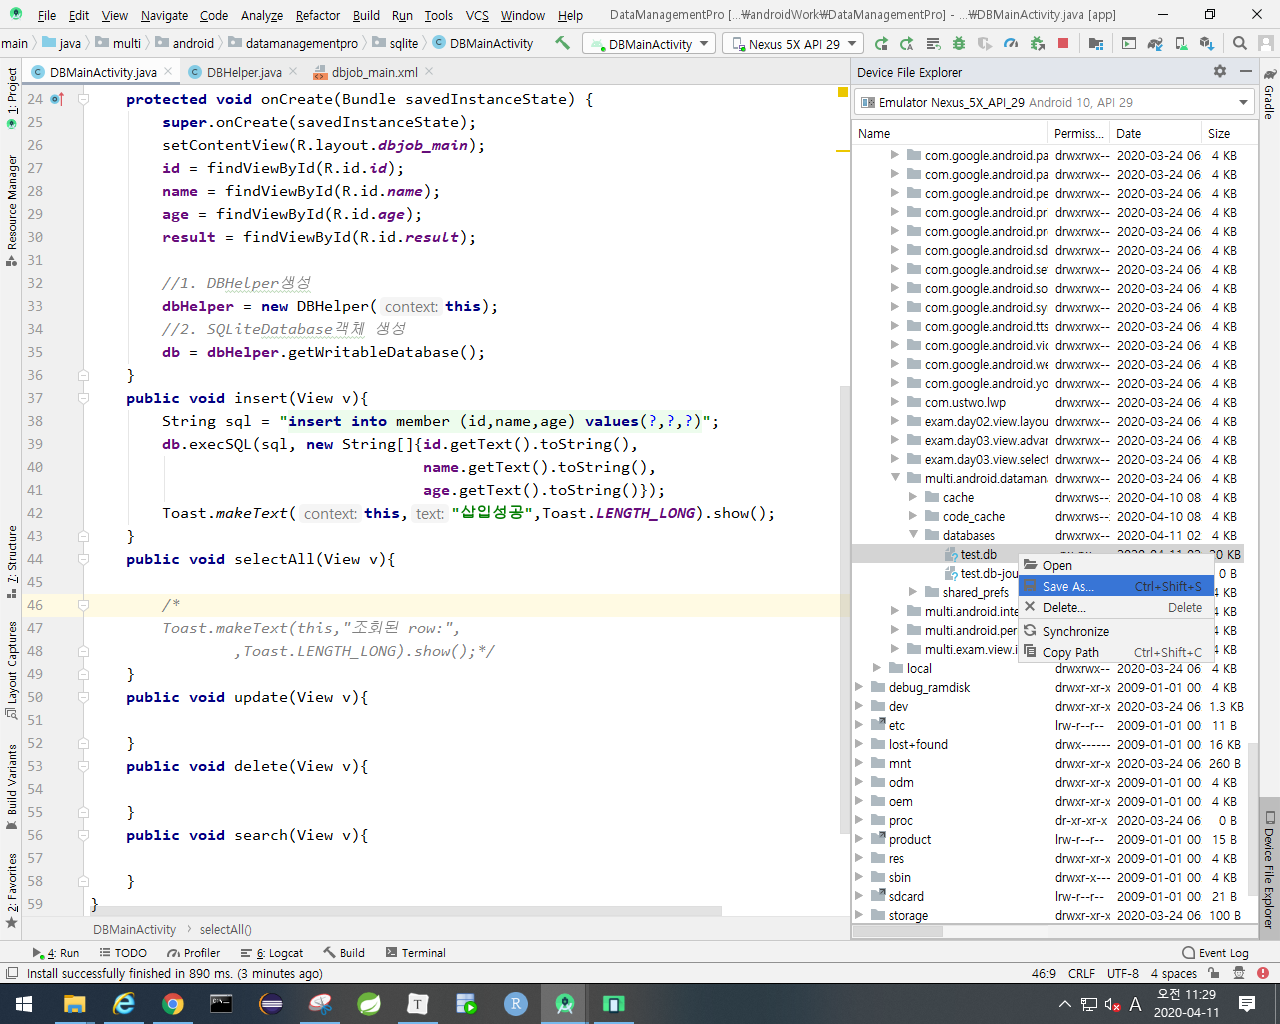 File Edit View Navigate Code Analyze Refactor Build Run Tools VCS Window Help DataManagementPro [...₩androidWork₩DataManagementPro] - ...₩DBMainActivity.java [app]
main java multi android datamanagementpro sqlite DBMainActivity DBMainActivity Nexus 5X API 29
DBMainActivity.java DBHelper.java dbjob_main.xml
1: Project
Resource Manager
7: Structure
Layout Captures
Build Variants
2: Favorites
24 protected void onCreate(Bundle savedInstanceState) {
25 super.onCreate(savedInstanceState);
26 setContentView(R.layout.dbjob_main);
27 id = findViewById(R.id.id);
28 name = findViewById(R.id.name);
29 age = findViewById(R.id.age);
30 result = findViewById(R.id.result);
31
32 //1. DBHelper생성
33 dbHelper = new DBHelper( context: this);
34 //2. SQLiteDatabase객체 생성
35 db = dbHelper.getWritableDatabase();
36 }
37 public void insert(View v){
38 String sql = "insert into member (id,name,age) values(?,?,?)";
39 db.execSQL(sql, new String[]{id.getText().toString(),
40 name.getText().toString(),
41 age.getText().toString()});
42 Toast.makeText( context: this, text: "삽입성공",Toast.LENGTH_LONG).show();
43 }
44 public void selectAll(View v){
45
46 /*
47 Toast.makeText(this,"조회된 row:",
48 ,Toast.LENGTH_LONG).show();*/
49 }
50 public void update(View v){
51
52 }
53 public void delete(View v){
54
55 }
56 public void search(View v){
57
58 }
59 }
DBMainActivity selectAll()
Device File Explorer
Emulator Nexus_5X_API_29 Android 10, API 29
Name Permiss... Date Size
com.google.android.pa drwxrwx-- 2020-03-24 06 4 KB
com.google.android.pa drwxrwx-- 2020-03-24 06 4 KB
com.google.android.pe drwxrwx-- 2020-03-24 06 4 KB
com.google.android.pr drwxrwx-- 2020-03-24 06 4 KB
com.google.android.pro drwxrwx-- 2020-03-24 06 4 KB
com.google.android.sd drwxrwx-- 2020-03-24 06 4 KB
com.google.android.se drwxrwx-- 2020-03-24 06 4 KB
com.google.android.so drwxrwx-- 2020-03-24 06 4 KB
com.google.android.sy drwxrwx-- 2020-03-24 06 4 KB
com.google.android.tts drwxrwx-- 2020-03-24 06 4 KB
com.google.android.vic drwxrwx-- 2020-03-24 06 4 KB
com.google.android.we drwxrwx-- 2020-03-24 06 4 KB
com.google.android.yo drwxrwx-- 2020-03-24 06 4 KB
com.ustwo.lwp drwxrwx-- 2020-03-24 06 4 KB
exam.day02.view.layou drwxrwx-- 2020-03-24 06 4 KB
exam.day03.view.advar drwxrwx-- 2020-03-24 06 4 KB
exam.day03.view.select drwxrwx-- 2020-03-24 06 4 KB
multi.android.datamana drwxrwx-- 2020-03-24 06 4 KB
cache drwxrws-- 2020-04-10 08 4 KB
code_cache drwxrws-- 2020-04-10 08 4 KB
databases drwxrwx-- 2020-04-11 02 4 KB
test.db 20 KB
test.db-jou 0 B
shared_prefs 4 KB
multi.android.inte 4 KB
multi.android.per 4 KB
multi.exam.view.i 4 KB
Open
Save As... Ctrl+Shift+S
Delete... Delete
Synchronize
Copy Path Ctrl+Shift+C
local drwxrwx-- 2020-03-24 06 4 KB
debug_ramdisk drwxr-xr-x 2009-01-01 00 4 KB
dev drwxr-xr-x 2020-03-24 06 1.3 KB
etc lrw-r--r-- 2009-01-01 00 11 B
lost+found drwx------ 2009-01-01 00 16 KB
mnt drwxr-xr-x 2020-03-24 06 260 B
odm drwxr-xr-x 2009-01-01 00 4 KB
oem drwxr-xr-x 2009-01-01 00 4 KB
proc dr-xr-xr-x 2020-03-24 06 0 B
product lrw-r--r-- 2009-01-01 00 15 B
res drwxr-xr-x 2009-01-01 00 4 KB
sbin drwxr-x--- 2009-01-01 00 4 KB
sdcard lrw-r--r-- 2009-01-01 00 21 B
storage drwxr-xr-x 2020-03-24 06 100 B
Gradle
Device File Explorer
4: Run TODO Profiler 6: Logcat Build Terminal Event Log
Install successfully finished in 890 ms. (3 minutes ago) 46:9 CRLF UTF-8 4 spaces
A 오전 11:29
2020-04-11